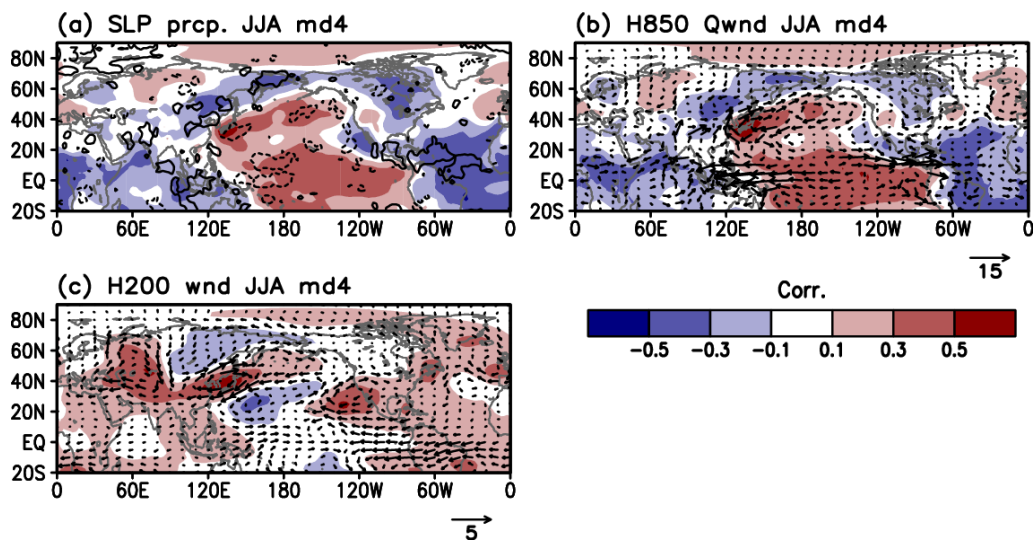 (a) SLP prcp. JJA md4
80N
60N
40N
20N
EQ
20S
0 60E 120E 180 120W 60W 0
(b) H850 Qwnd JJA md4
80N
60N
40N
20N
EQ
20S
0 60E 120E 180 120W 60W 0
15
(c) H200 wnd JJA md4
80N
60N
40N
20N
EQ
20S
0 60E 120E 180 120W 60W 0
5
Corr.
−0.5 −0.3 −0.1 0.1 0.3 0.5